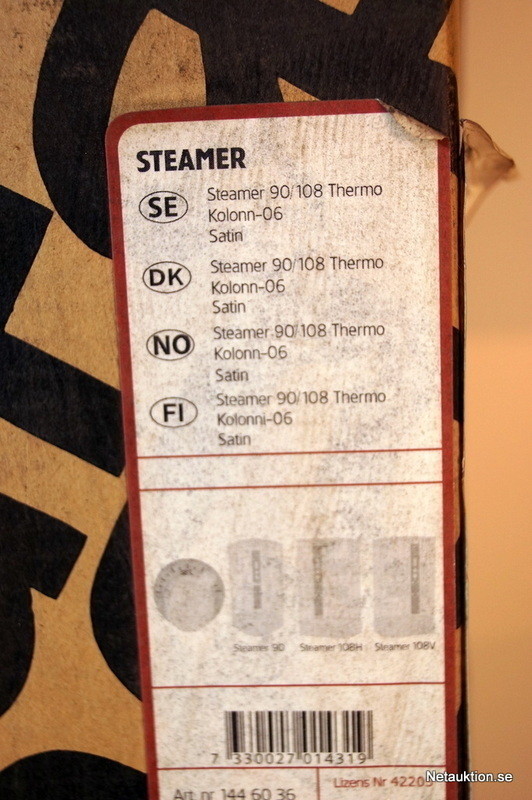 STEAMER
SE
Steamer 90/108 Thermo
Kolonn-06
Satin
DK
Steamer 90/108 Thermo
Kolonn-06
Satin
NO
Steamer 90/108 Thermo
Kolonn-06
Satin
FI
Steamer 90/108 Thermo
Kolonni-06
Satin
Steamer 90 Steamer 108H Steamer 108V
7 330027 014319
Art nr 144 60 36
Nr
Netauktion.se